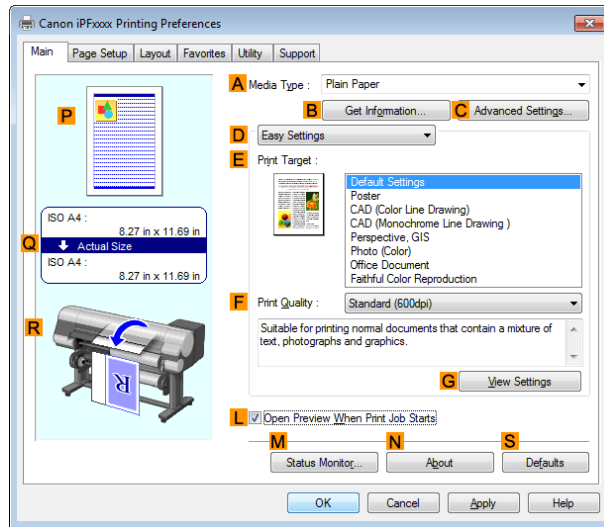 Canon iPFxxxx Printing Preferences
Main Page Setup Layout Favorites Utility Support
A Media Type : Plain Paper
B Get Information... C Advanced Settings...
D Easy Settings
E Print Target :
Default Settings
Poster
CAD (Color Line Drawing)
CAD (Monochrome Line Drawing )
Perspective, GIS
Photo (Color)
Office Document
Faithful Color Reproduction
F Print Quality : Standard (600dpi)
Suitable for printing normal documents that contain a mixture of
text, photographs and graphics.
G View Settings
L Open Preview When Print Job Starts
M N S
Status Monitor... About Defaults
P
ISO A4 :
8.27 in x 11.69 in
Q Actual Size
ISO A4 :
8.27 in x 11.69 in
R
R
OK Cancel Apply Help